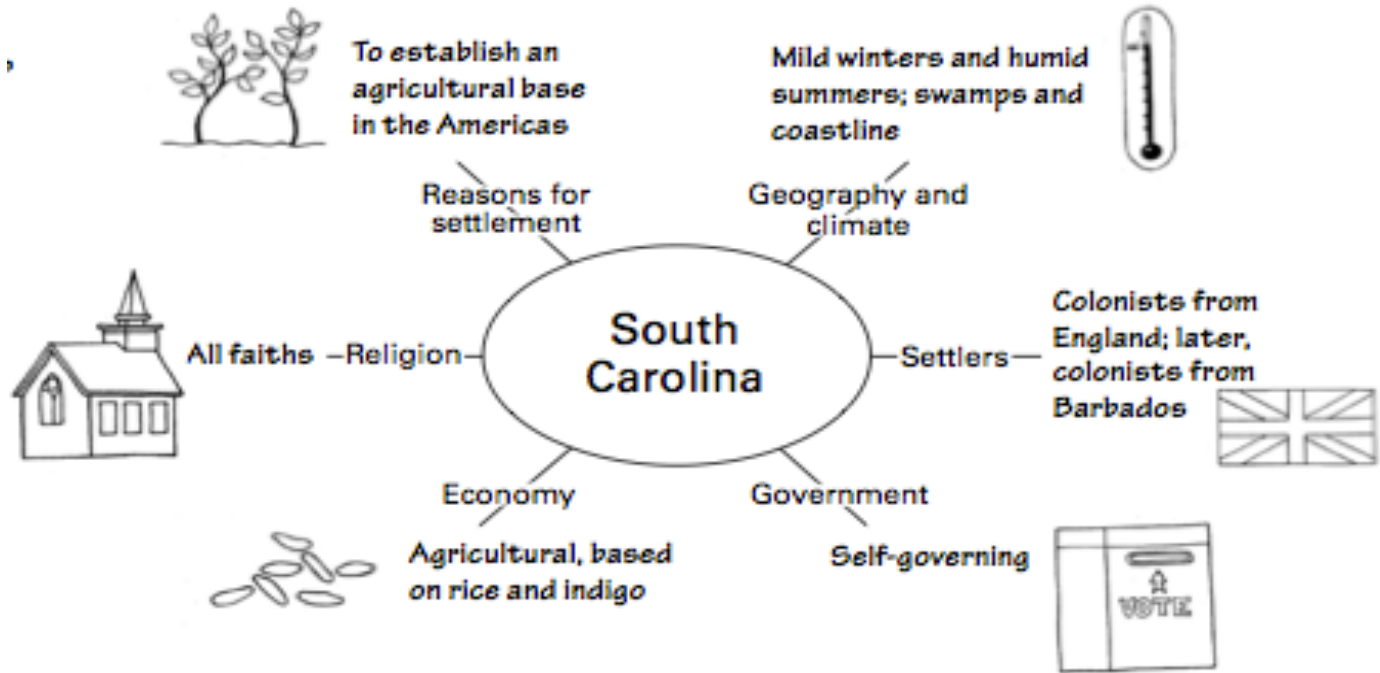 To establish an
agricultural base
in the Americas
Reasons for
settlement
Mild winters and humid
summers; swamps and
coastline
Geography and
climate
All faiths
Religion
South
Carolina
Settlers
Colonists from
England; later,
colonists from
Barbados
Economy
Agricultural, based
on rice and indigo
Government
Self-governing
VOTE